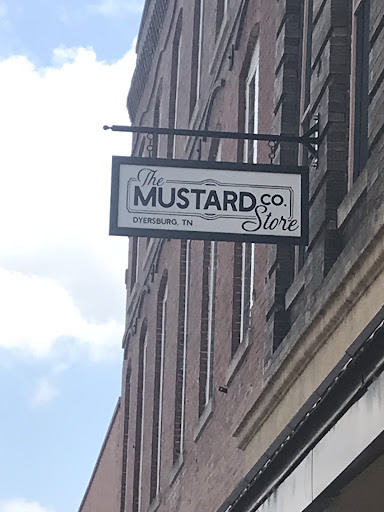 The
MUSTARD CO.
DYERSBURG, TN Store